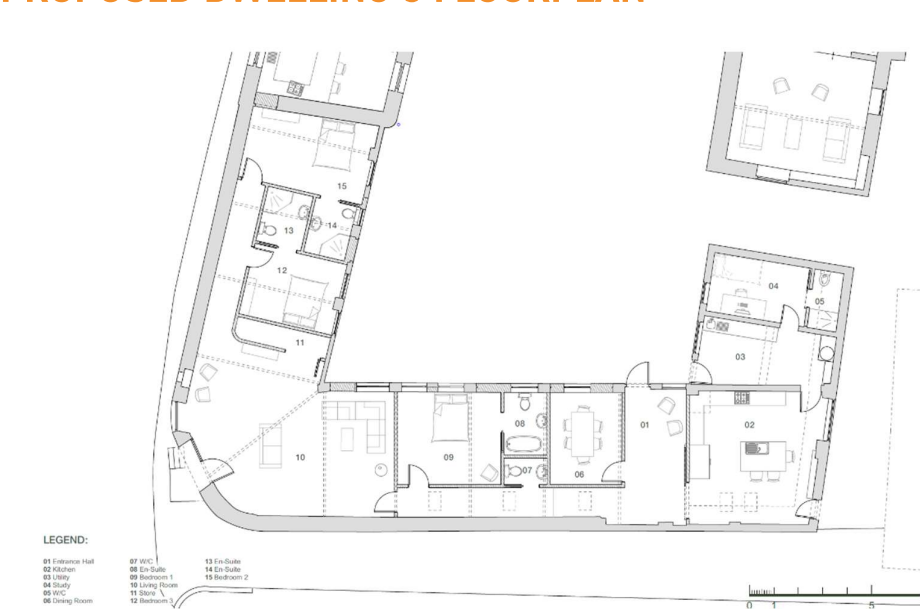 PROPOSED DWELLING 3 FLOORPLAN
15
14
13
12
11
04
05
03
02
01
08
07
06
09
10
LEGEND:
01 Entrance Hall
02 Kitchen
03 Utility
04 Study
05 W/C
06 Dining Room
07 W/C
08 En-Suite
09 Bedroom 1
10 Living Room
11 Store
12 Bedroom 3
13 En-Suite
14 En-Suite
15 Bedroom 2
0 1 5